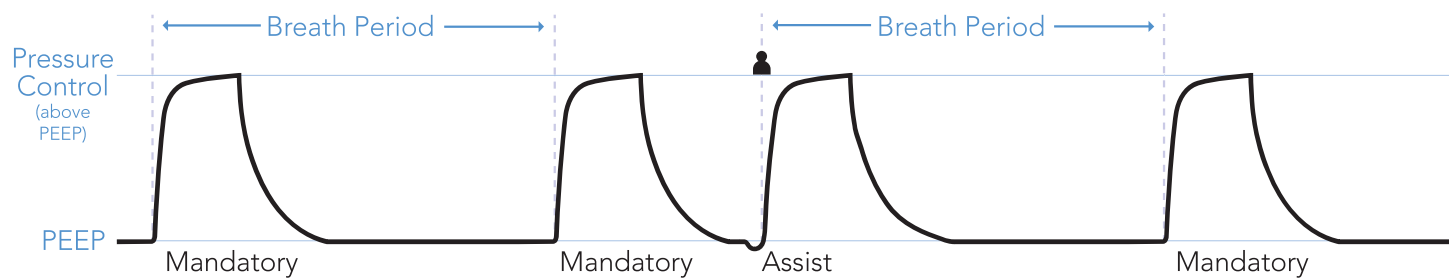 Breath Period
Breath Period
Pressure
Control
(above
PEEP)
PEEP
Mandatory
Mandatory
Assist
Mandatory